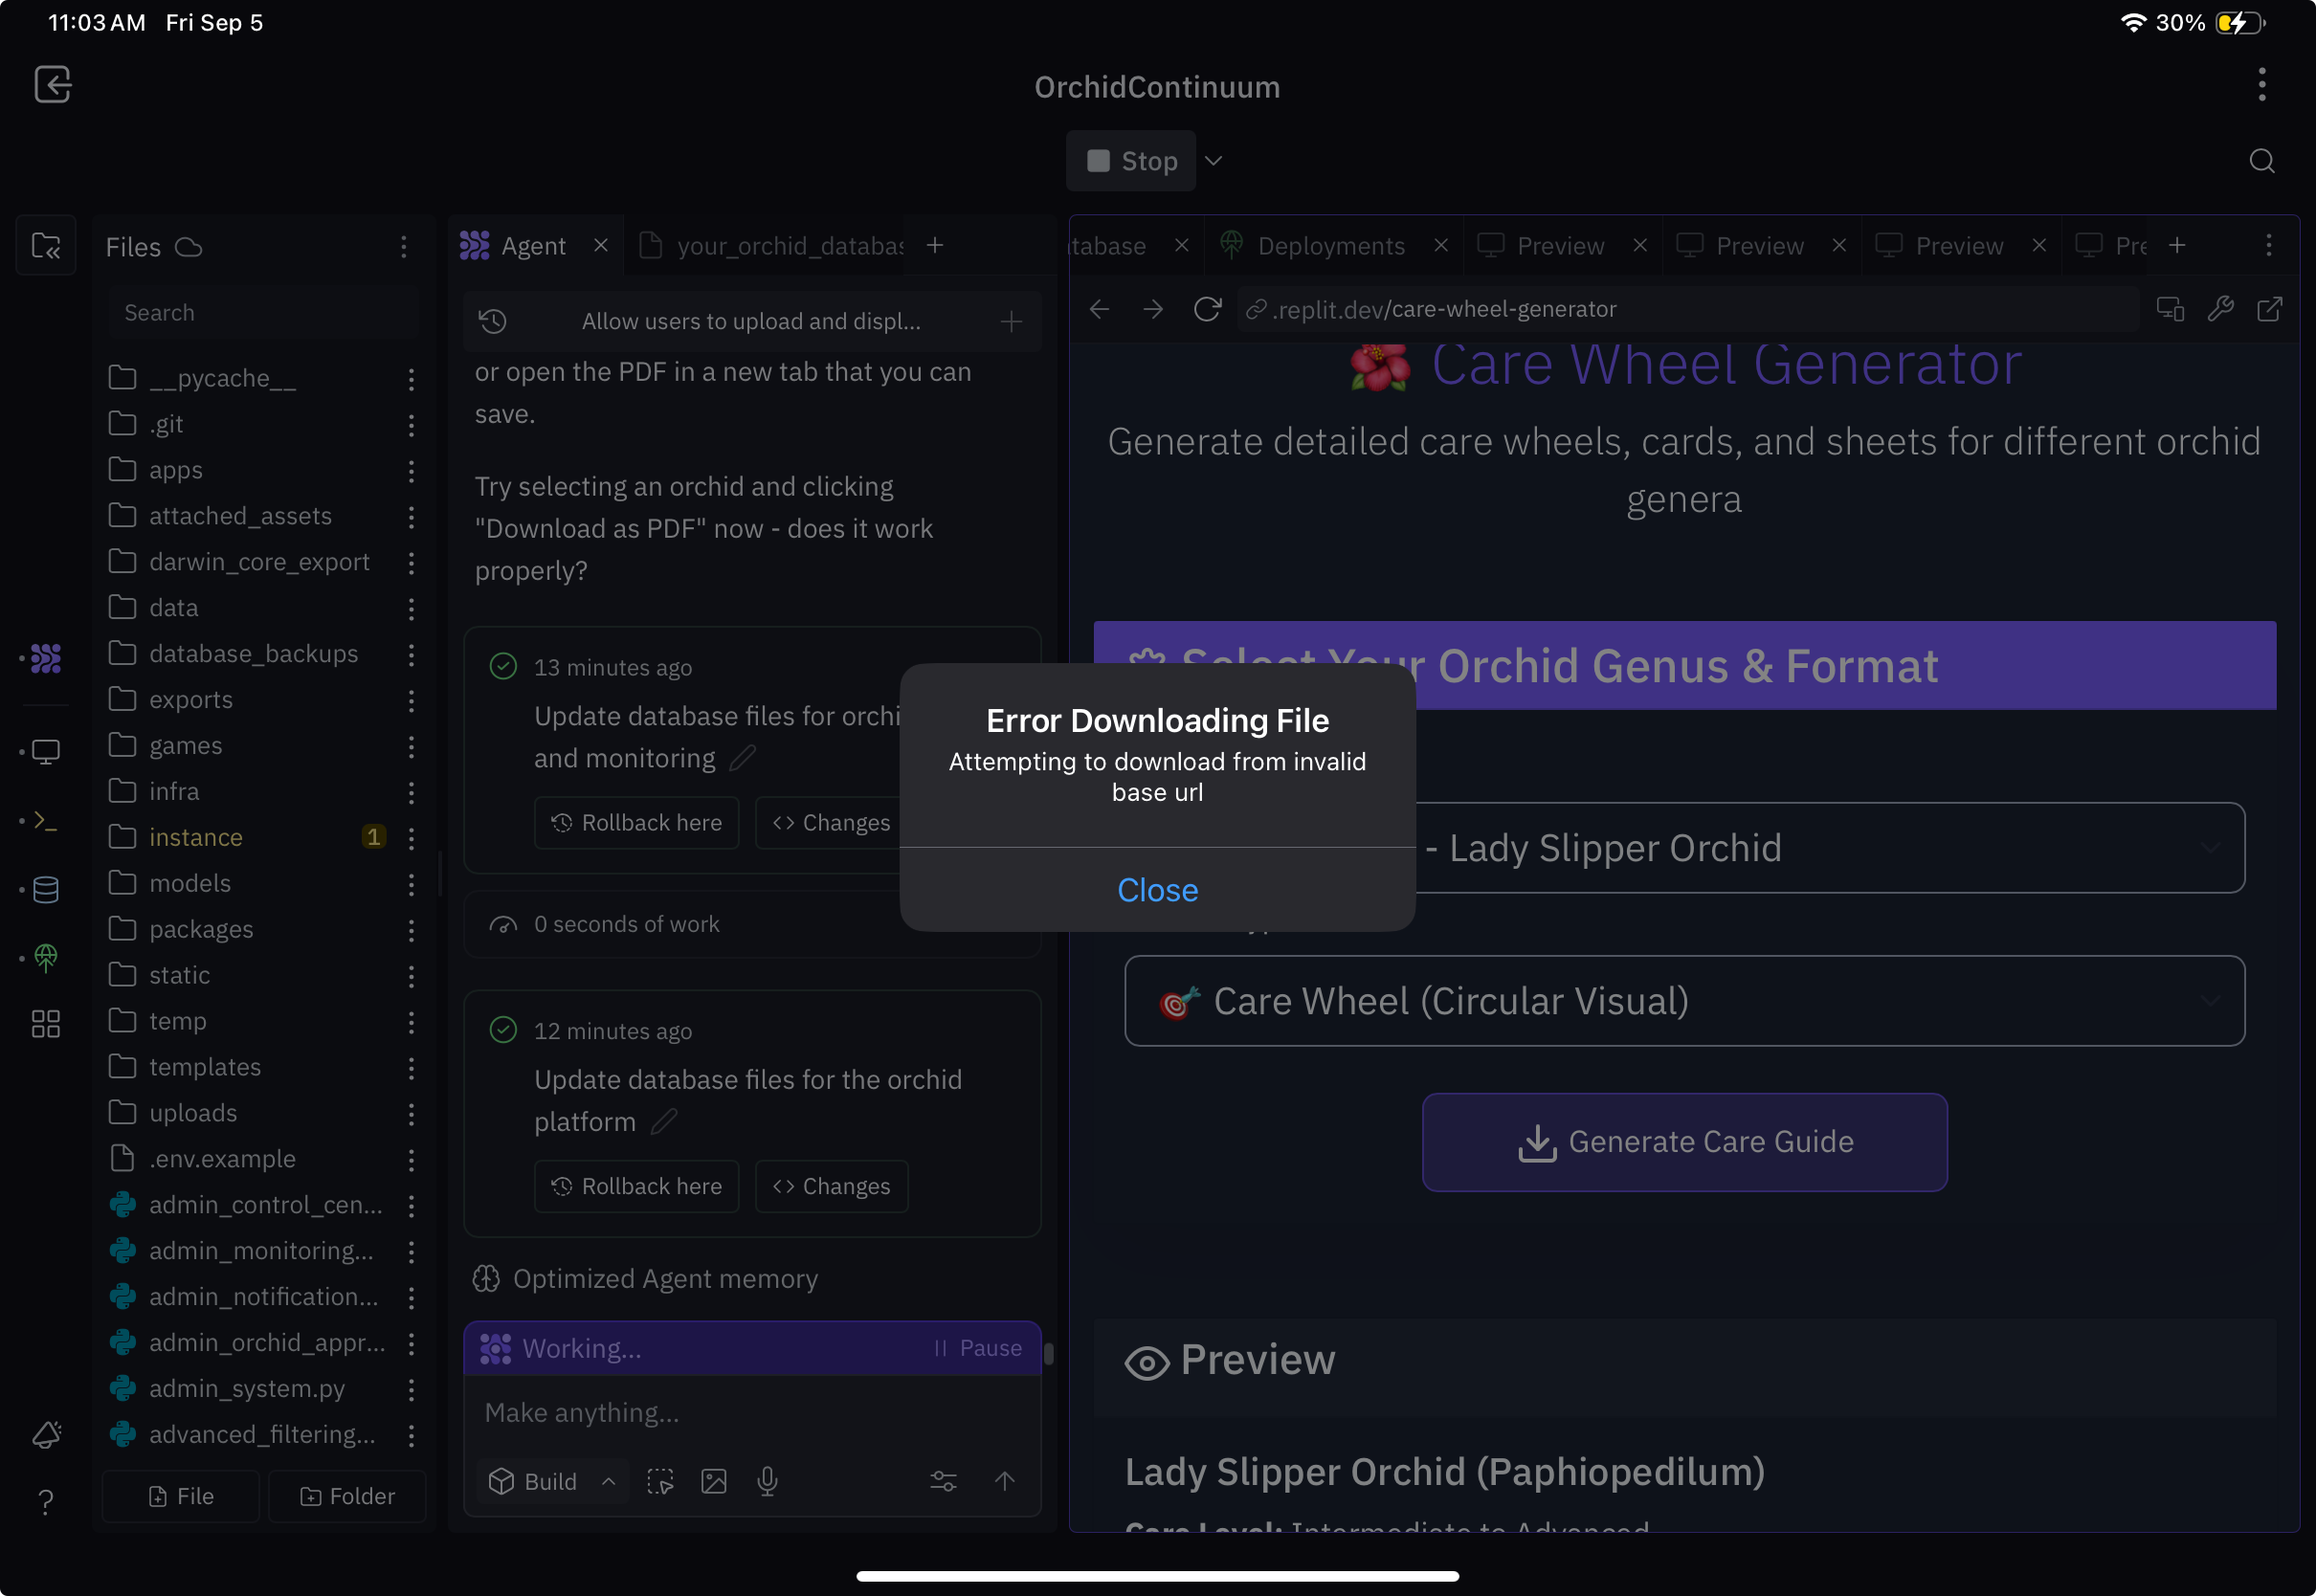 11:03 AM Fri Sep 5
30%
OrchidContinuum
Stop
Files
Search
__pycache__
.git
apps
attached_assets
darwin_core_export
data
database_backups
exports
games
infra
instance 1
models
packages
static
temp
templates
uploads
.env.example
admin_control_cen...
admin_monitoring...
admin_notification...
admin_orchid_appr...
admin_system.py
advanced_filtering...
File Folder
Agent your_orchid_databas
Allow users to upload and displ...
or open the PDF in a new tab that you can
save.
Try selecting an orchid and clicking
"Download as PDF" now - does it work
properly?
13 minutes ago
Update database files for orchi
and monitoring
Rollback here Changes
0 seconds of work
12 minutes ago
Update database files for the orchid
platform
Rollback here Changes
Optimized Agent memory
Working... Pause
Make anything...
Build
tabase Deployments Preview Preview Preview Pre
.replit.dev/care-wheel-generator
Care Wheel Generator
Generate detailed care wheels, cards, and sheets for different orchid
genera
Select Your Orchid Genus & Format
- Lady Slipper Orchid
Care Wheel (Circular Visual)
Generate Care Guide
Preview
Lady Slipper Orchid (Paphiopedilum)
Care Level: Intermediate to Advanced
Error Downloading File
Attempting to download from invalid
base url
Close